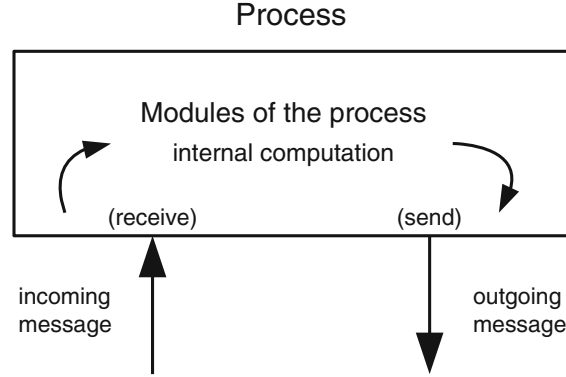 Process
Modules of the process
internal computation
(receive)
(send)
incoming
message
outgoing
message